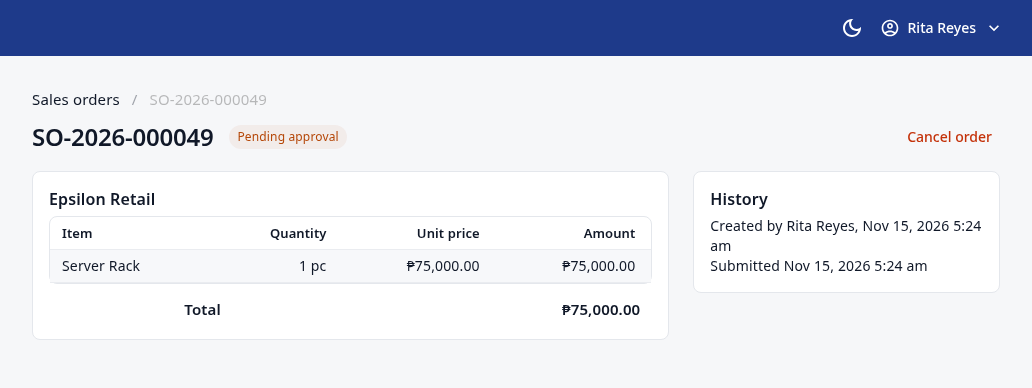 Rita Reyes
Sales orders / SO-2026-000049
SO-2026-000049 Pending approval Cancel order
Epsilon Retail
Item Quantity Unit price Amount
Server Rack 1 pc ₱75,000.00 ₱75,000.00
Total ₱75,000.00
History
Created by Rita Reyes, Nov 15, 2026 5:24
am
Submitted Nov 15, 2026 5:24 am